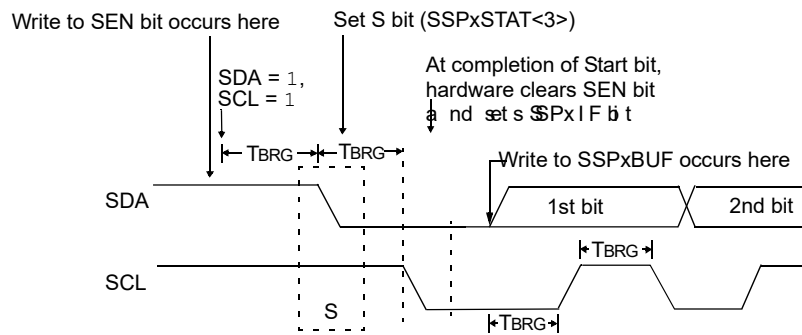 Write to SEN bit occurs here
Set S bit (SSPxSTAT<3>)
SDA = 1,
SCL = 1
At completion of Start bit,
hardware clears SEN bit
and sets SSPxIF bit
TBRG
TBRG
Write to SSPxBUF occurs here
SDA
1st bit
2nd bit
TBRG
SCL
S
TBRG